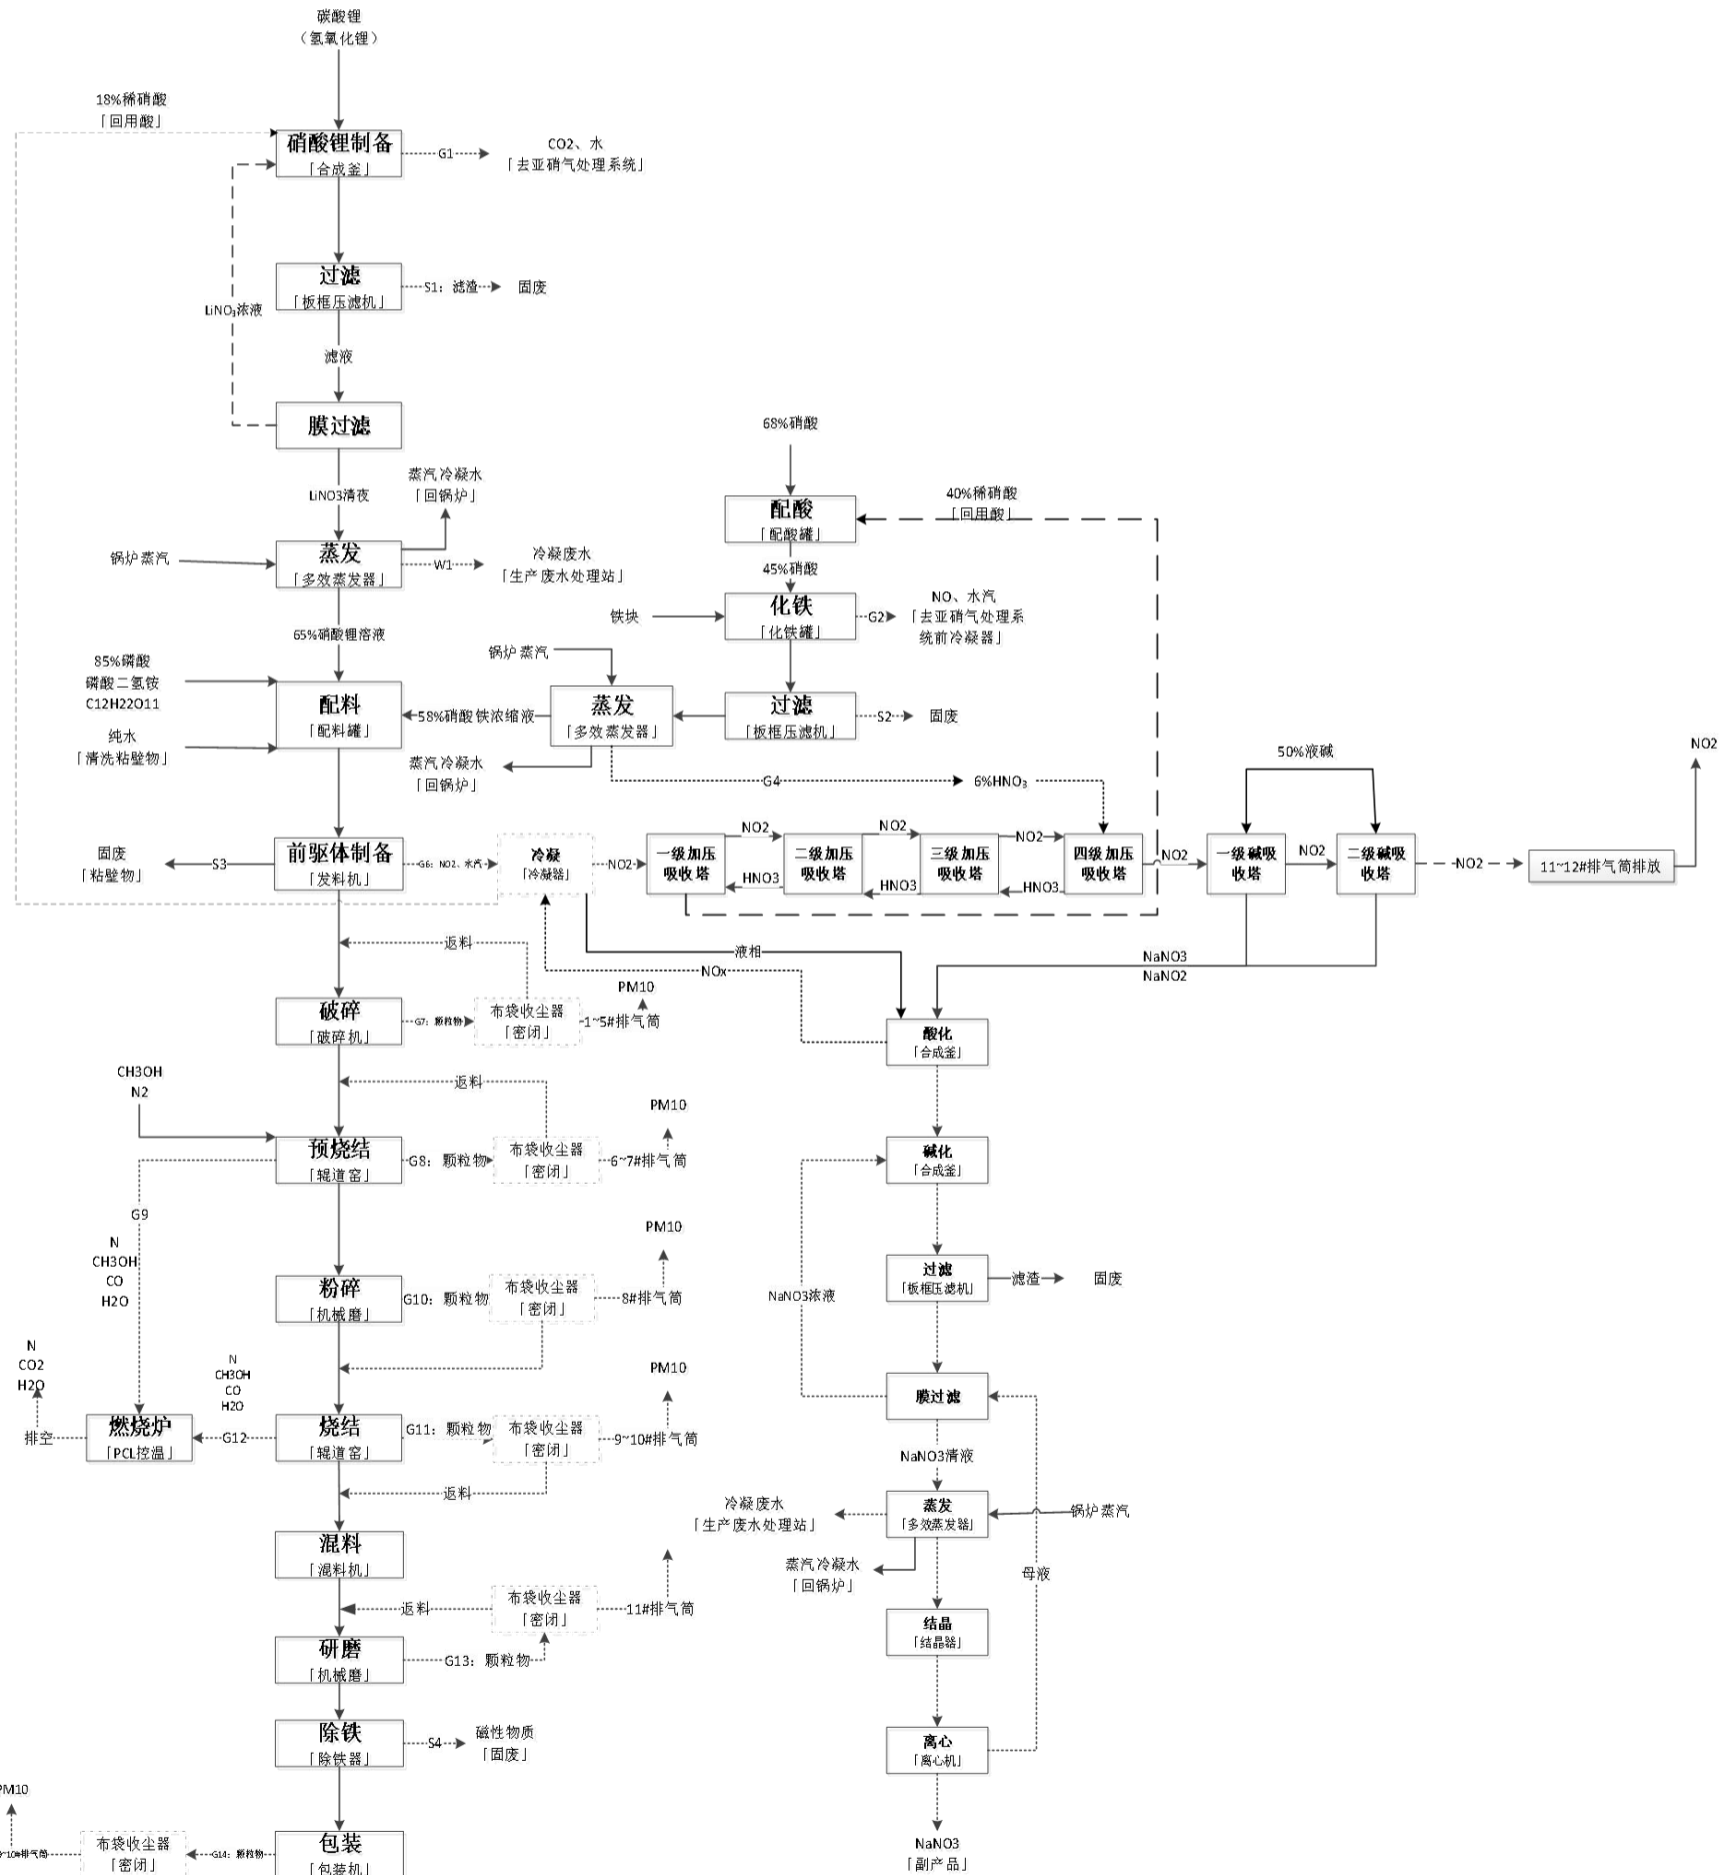 碳酸锂
（氢氧化锂）
18%稀硝酸
「回用酸」
硝酸锂制备
「合成釜」
G1
CO2、水
「去亚硝气处理系统」
过滤
「板框压滤机」
S1：滤渣
固废
LiNO3浓液
滤液
膜过滤
LiNO3清夜
蒸汽冷凝水
「回锅炉」
锅炉蒸汽
蒸发
「多效蒸发器」
W1
冷凝废水
「生产废水处理站」
65%硝酸锂溶液
68%硝酸
配酸
「配酸罐」
40%稀硝酸
「回用酸」
45%硝酸
铁块
化铁
「化铁罐」
G2
NO、水汽
「去亚硝气处理系
统前冷凝器」
85%磷酸
磷酸二氢铵
C12H22O11
纯水
「清洗粘壁物」
配料
「配料罐」
58%硝酸铁浓缩液
锅炉蒸汽
蒸发
「多效蒸发器」
过滤
「板框压滤机」
S2
固废
蒸汽冷凝水
「回锅炉」
G4
6%HNO3
50%液碱
NO2
固废
「粘壁物」
S3
前驱体制备
「发料机」
G6：NO2、水汽
冷凝
「冷凝器」
NO2
一级加压
吸收塔
NO2
HNO3
二级加压
吸收塔
NO2
HNO3
三级加压
吸收塔
NO2
HNO3
四级加压
吸收塔
NO2
一级碱吸
收塔
NO2
二级碱吸
收塔
NO2
11~12#排气筒排放
返料
液相
NOx
NaNO3
NaNO2
破碎
「破碎机」
G7：颗粒物
布袋收尘器
「密闭」
1~5#排气筒
PM10
酸化
「合成釜」
返料
CH3OH
N2
预烧结
「辊道窑」
G8：颗粒物
布袋收尘器
「密闭」
6~7#排气筒
PM10
碱化
「合成釜」
G9
N
CH3OH
CO
H2O
粉碎
「机械磨」
G10：颗粒物
布袋收尘器
「密闭」
8#排气筒
PM10
NaNO3浓液
过滤
「板框压滤机」
滤渣
固废
N
CO2
H2O
排空
燃烧炉
「PCL控温」
N
CH3OH
CO
H2O
G12
烧结
「辊道窑」
G11：颗粒物
布袋收尘器
「密闭」
9~10#排气筒
PM10
膜过滤
NaNO3清液
返料
冷凝废水
「生产废水处理站」
蒸发
「多效蒸发器」
锅炉蒸汽
蒸汽冷凝水
「回锅炉」
母液
混料
「混料机」
返料
布袋收尘器
「密闭」
11#排气筒
结晶
「结晶器」
研磨
「机械磨」
G13：颗粒物
除铁
「除铁器」
S4
磁性物质
「固废」
离心
「离心机」
PM10
9~10#排气筒
布袋收尘器
「密闭」
G14：颗粒物
包装
「包装机」
NaNO3
「副产品」